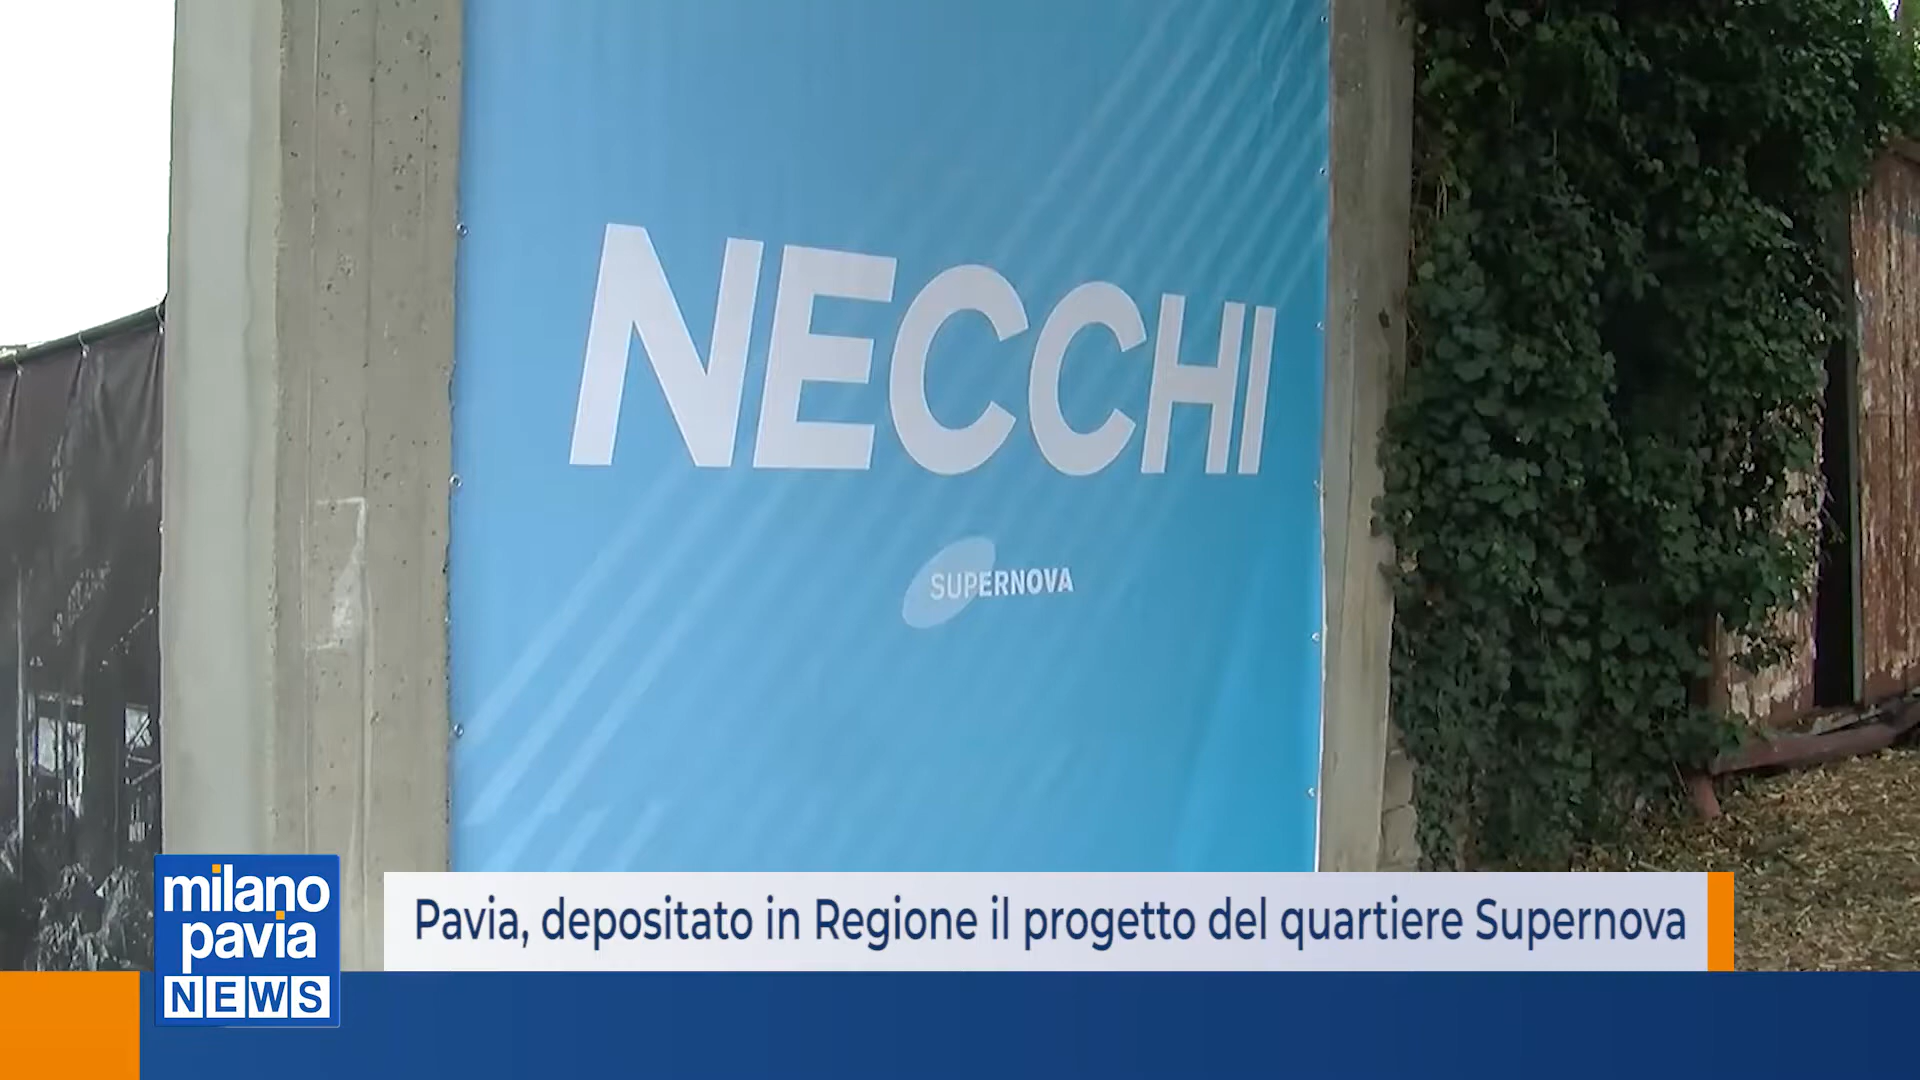 NECCHI
SUPERNOVA
Pavia, depositato in Regione il progetto del quartiere Supernova
milano
pavia
NEWS